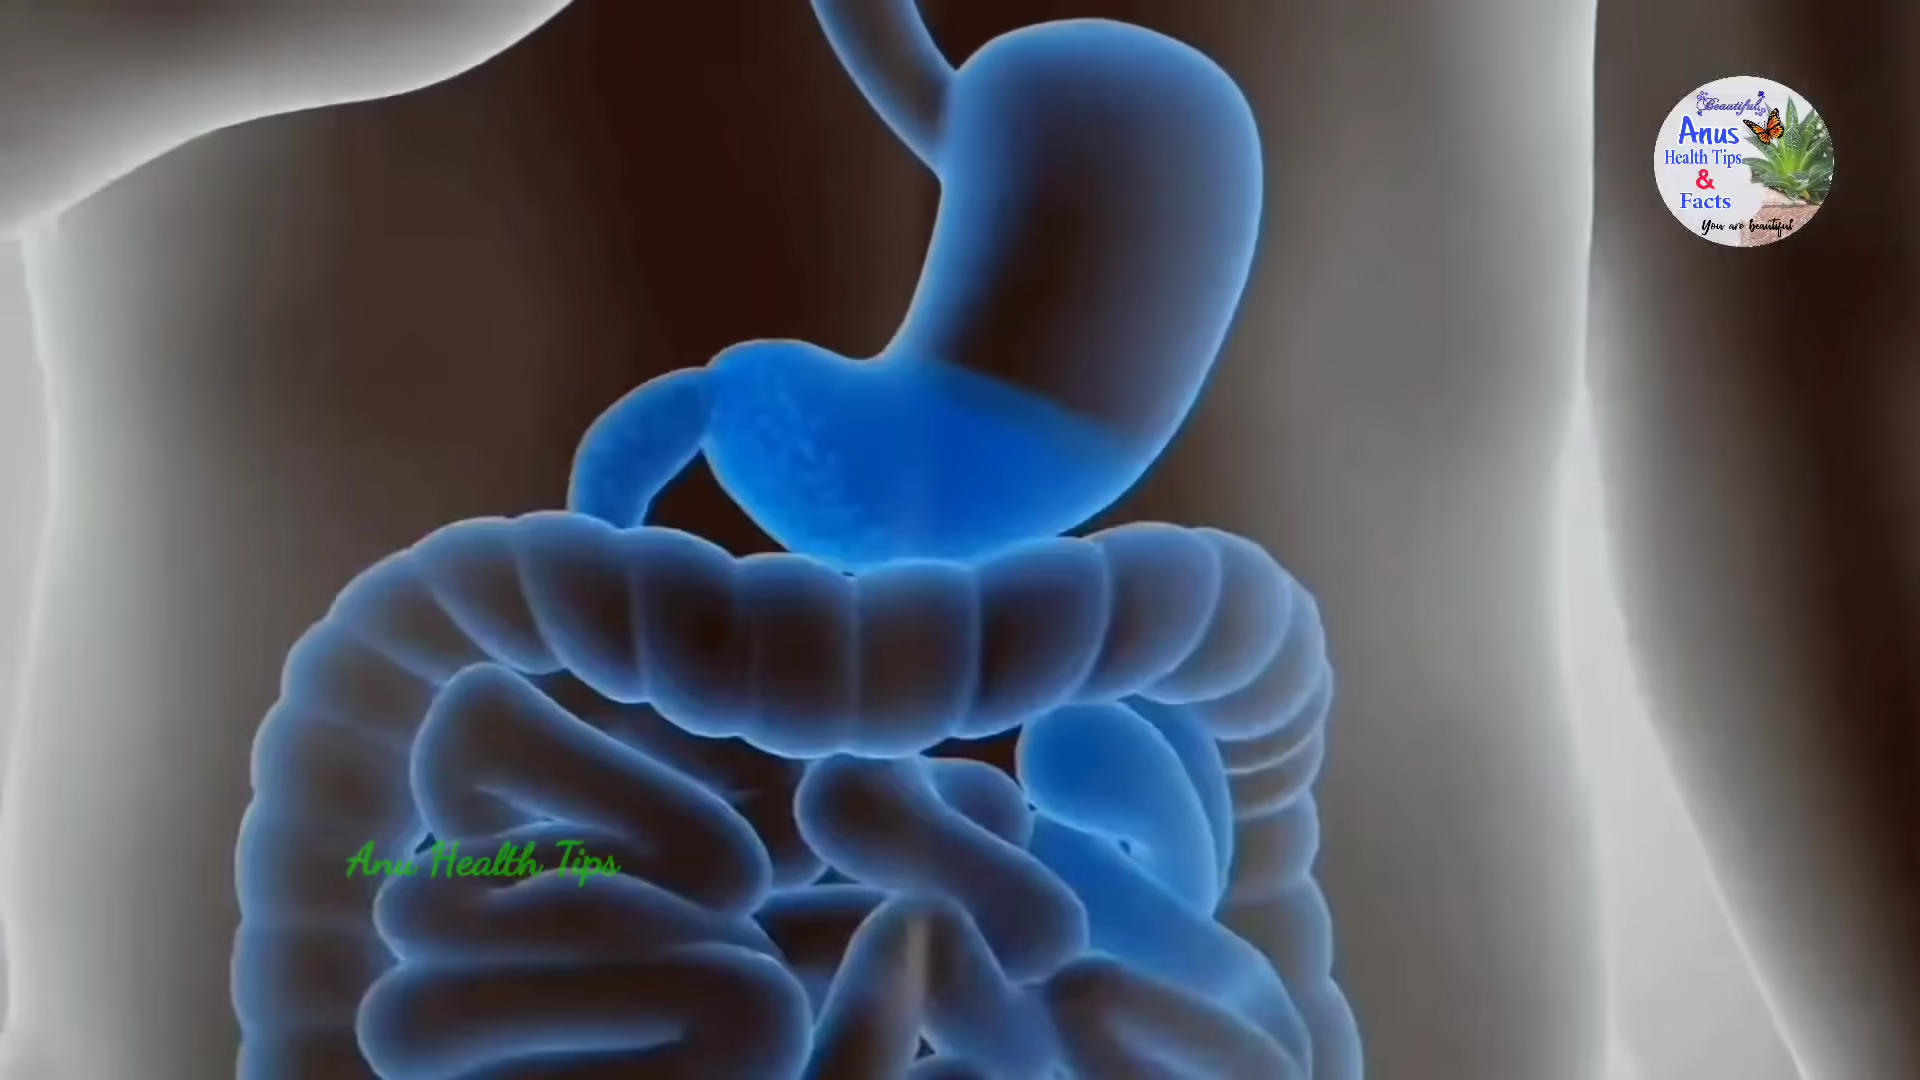 Beautiful
Anus
Health Tips
&
Facts
You are beautiful
Anu Health Tips